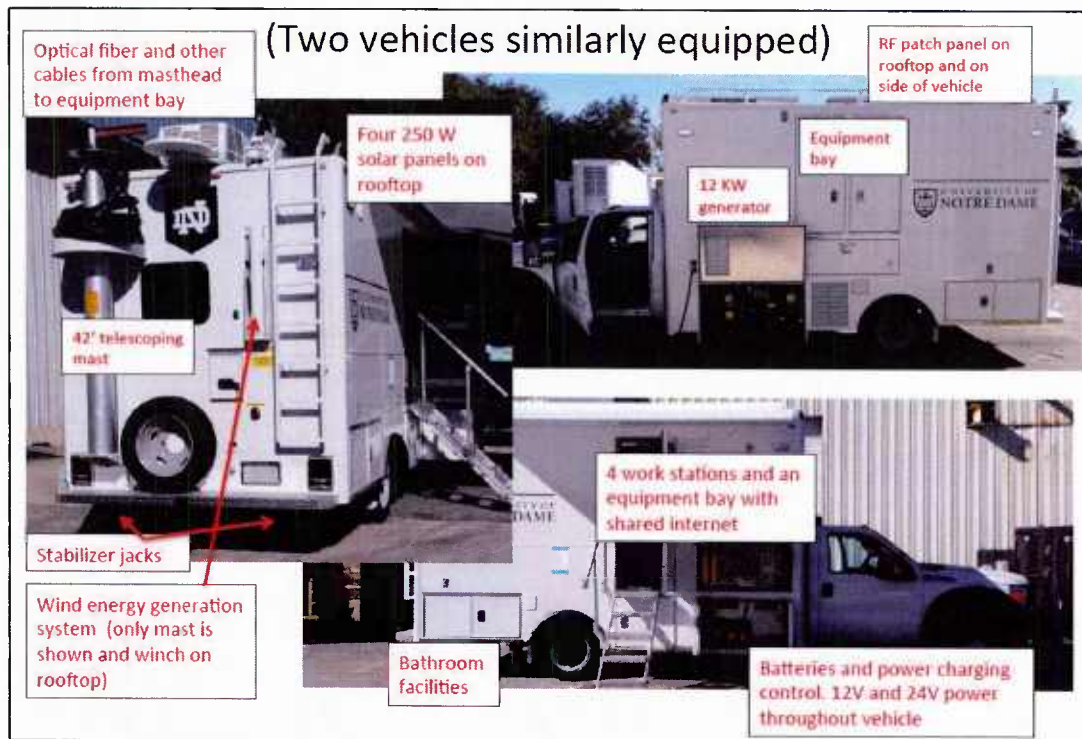 (Two vehicles similarly equipped)
Optical fiber and other
cables from masthead
to equipment bay
Four 250 W
solar panels on
rooftop
42' telescoping
mast
Stabilizer jacks
Wind energy generation
system (only mast is
shown and winch on
rooftop)
RF patch panel on
rooftop and on
side of vehicle
Equipment
bay
12 KW
generator
UNIVERSITY OF
NOTRE DAME
4 work stations and an
equipment bay with
shared internet
Bathroom
facilities
Batteries and power charging
control. 12V and 24V power
throughout vehicle